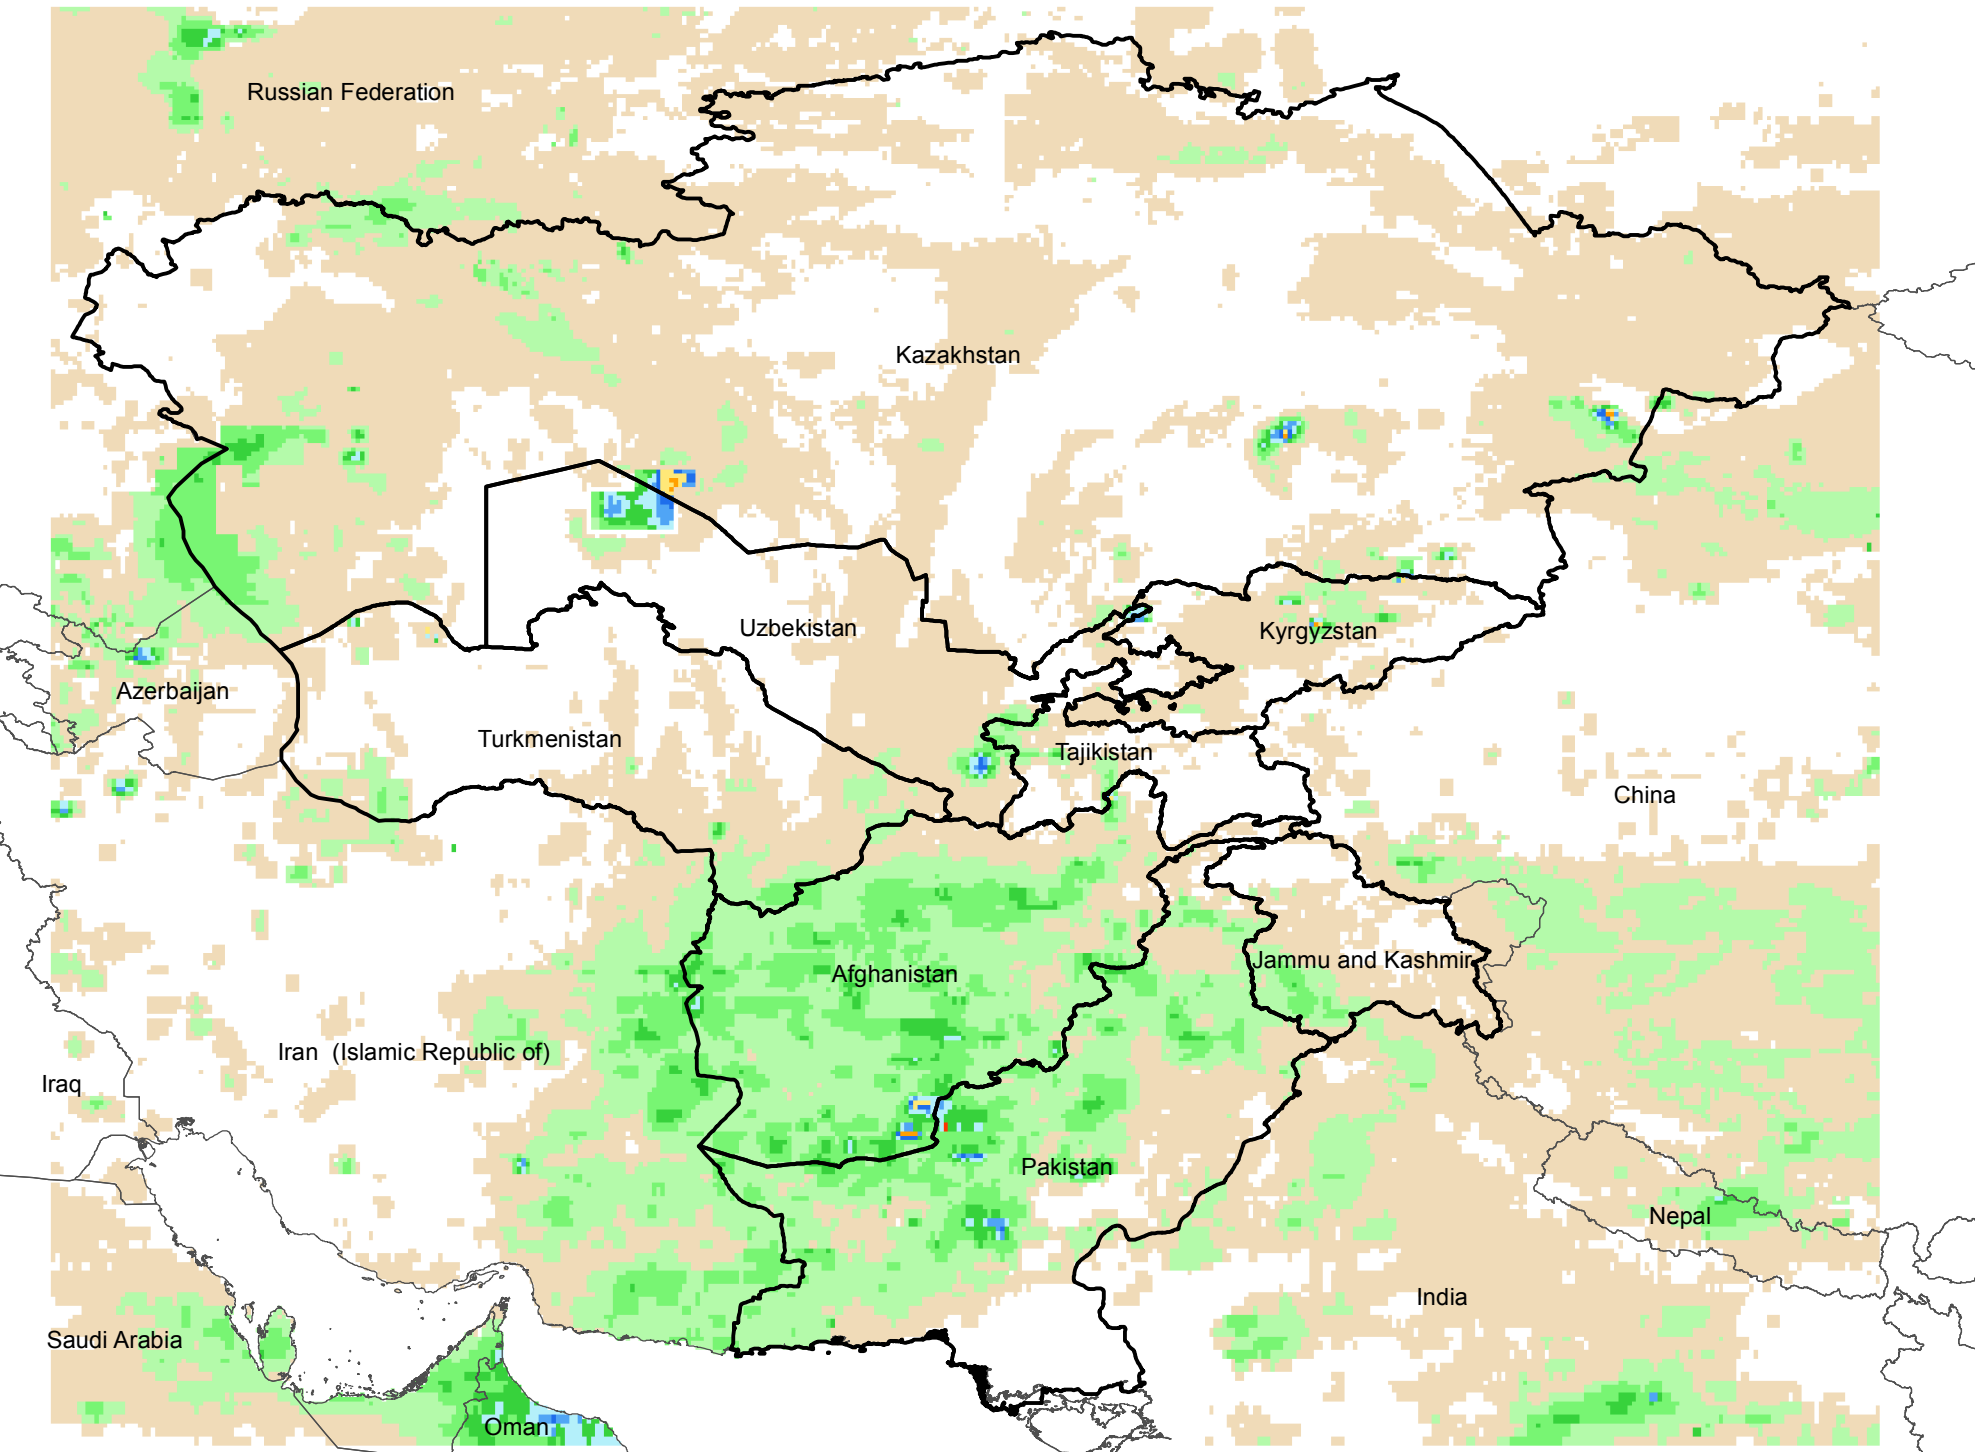 Russian Federation
Kazakhstan
Uzbekistan
Kyrgyzstan
Azerbaijan
Turkmenistan
Tajikistan
China
Jammu and Kashmir
Afghanistan
Iran  (Islamic Republic of)
Iraq
Pakistan
Nepal
India
Saudi Arabia
Oman